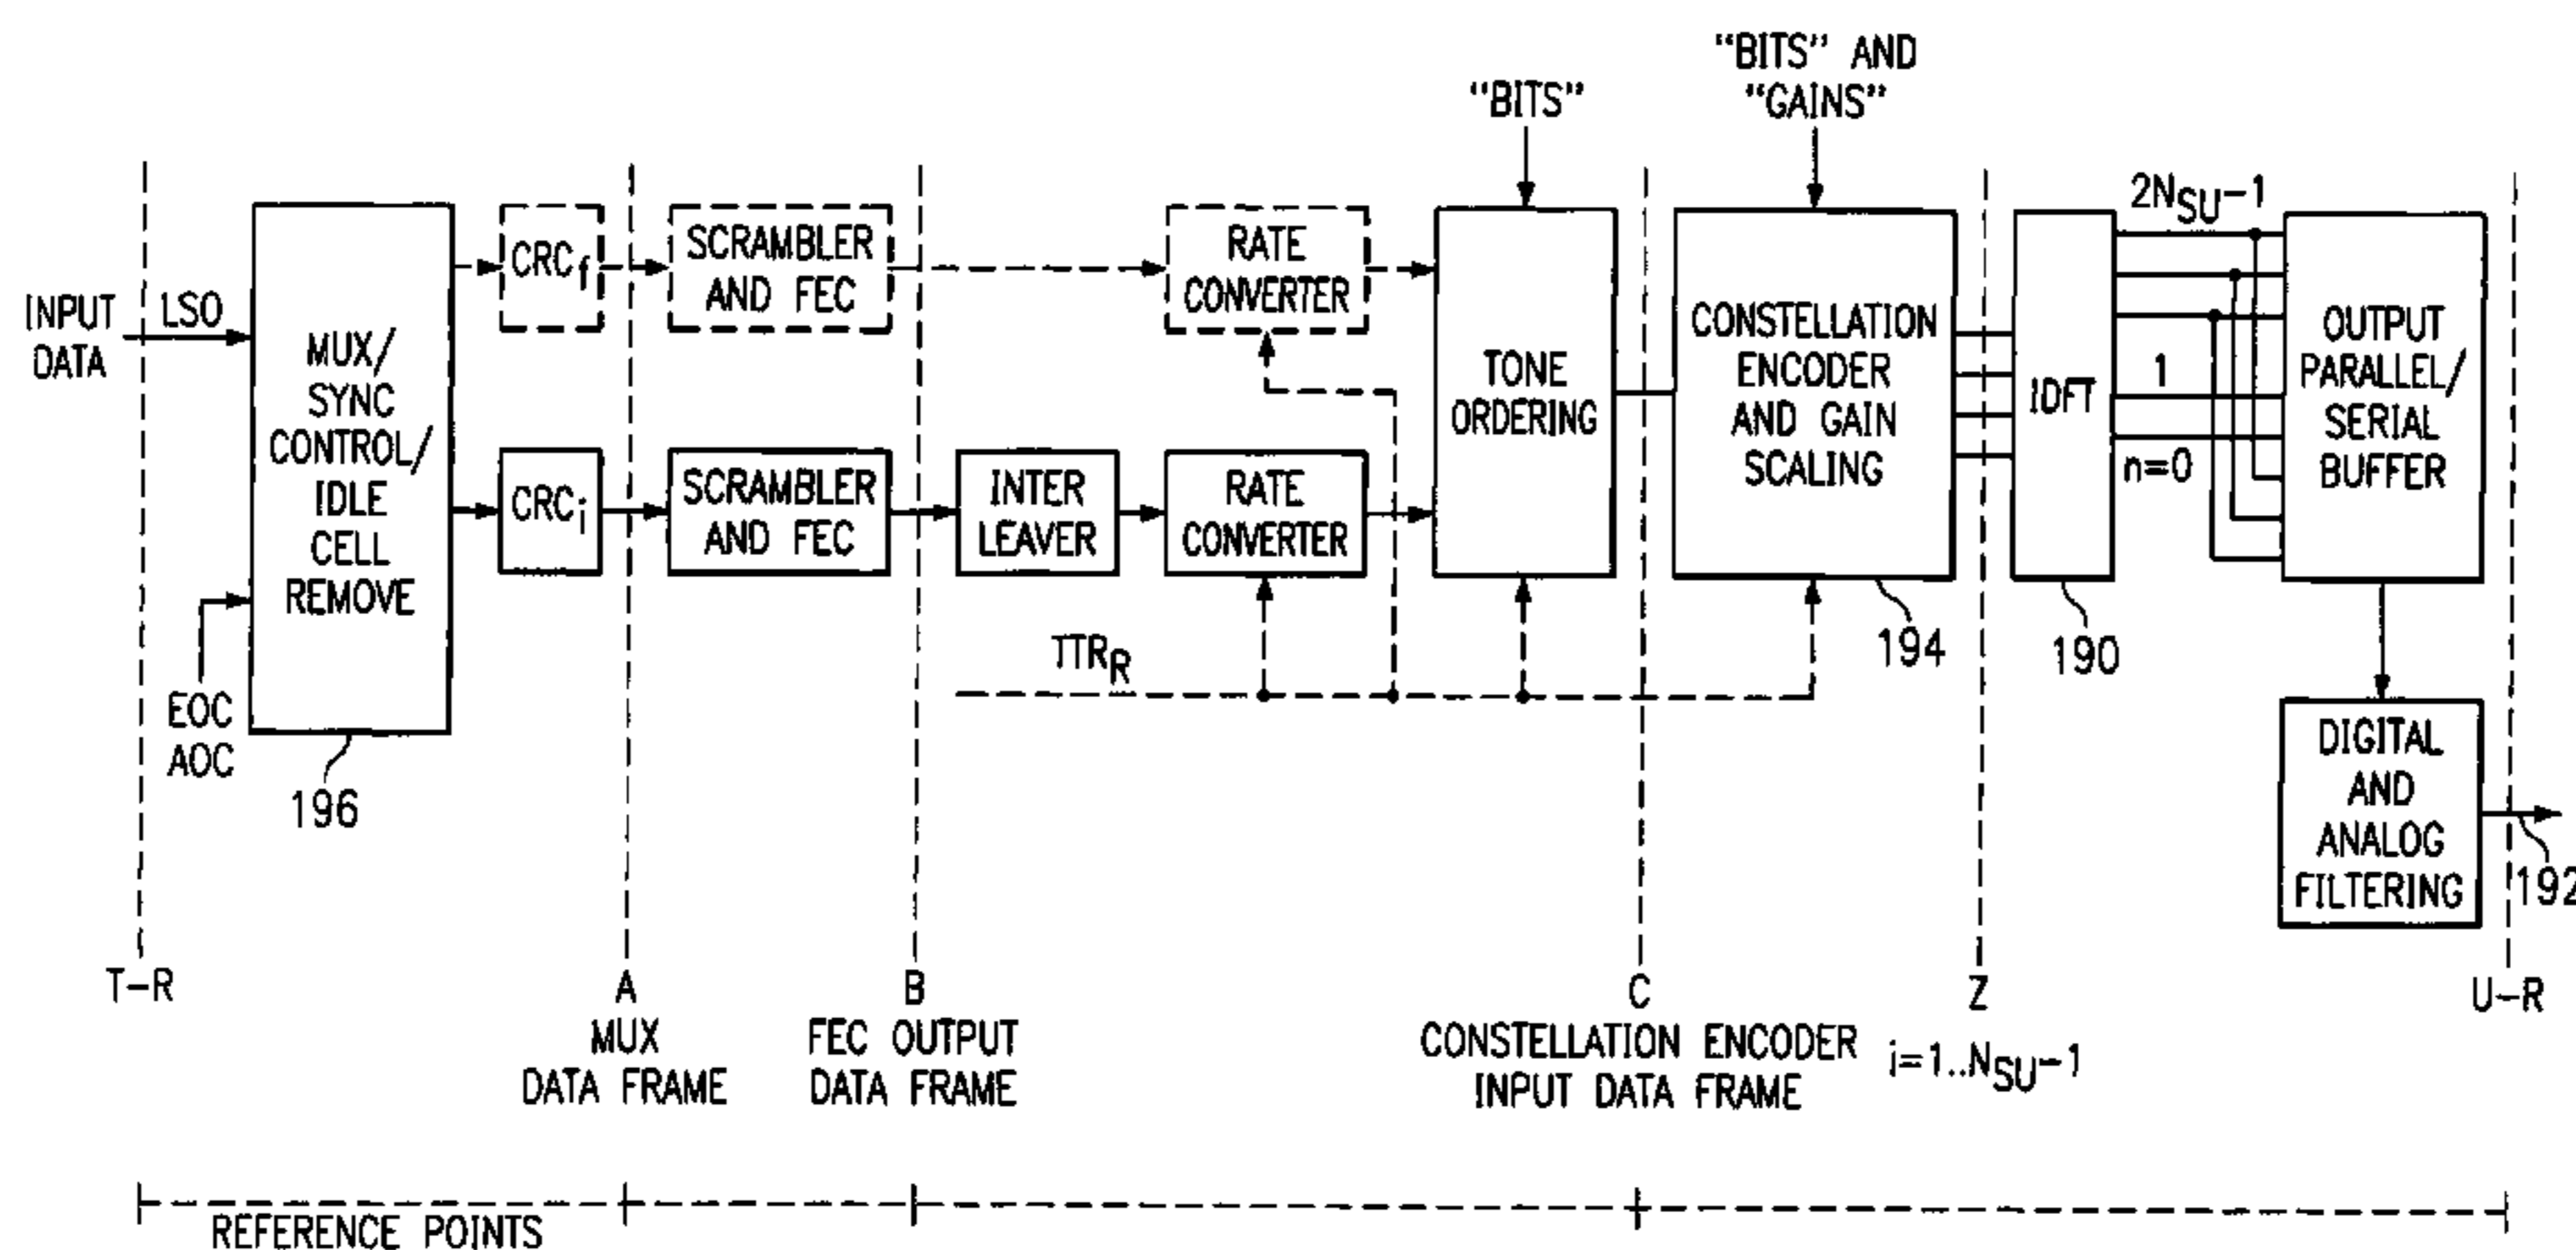 "BITS"
"BITS" AND
"GAINS"
INPUT
DATA
LSO
MUX/
SYNC
CONTROL/
IDLE
CELL
REMOVE
EOC
AOC
196
CRCf
SCRAMBLER
AND FEC
RATE
CONVERTER
CRCi
SCRAMBLER
AND FEC
INTER
LEAVER
RATE
CONVERTER
TTRR
TONE
ORDERING
CONSTELLATION
ENCODER
AND GAIN
SCALING
194
IDFT
190
2NSU-1
1
n=0
OUTPUT
PARALLEL/
SERIAL
BUFFER
DIGITAL
AND
ANALOG
FILTERING
192
T-R
A
MUX
DATA FRAME
B
FEC OUTPUT
DATA FRAME
C
CONSTELLATION ENCODER
INPUT DATA FRAME
Z
i=1..NSU-1
U-R
REFERENCE POINTS